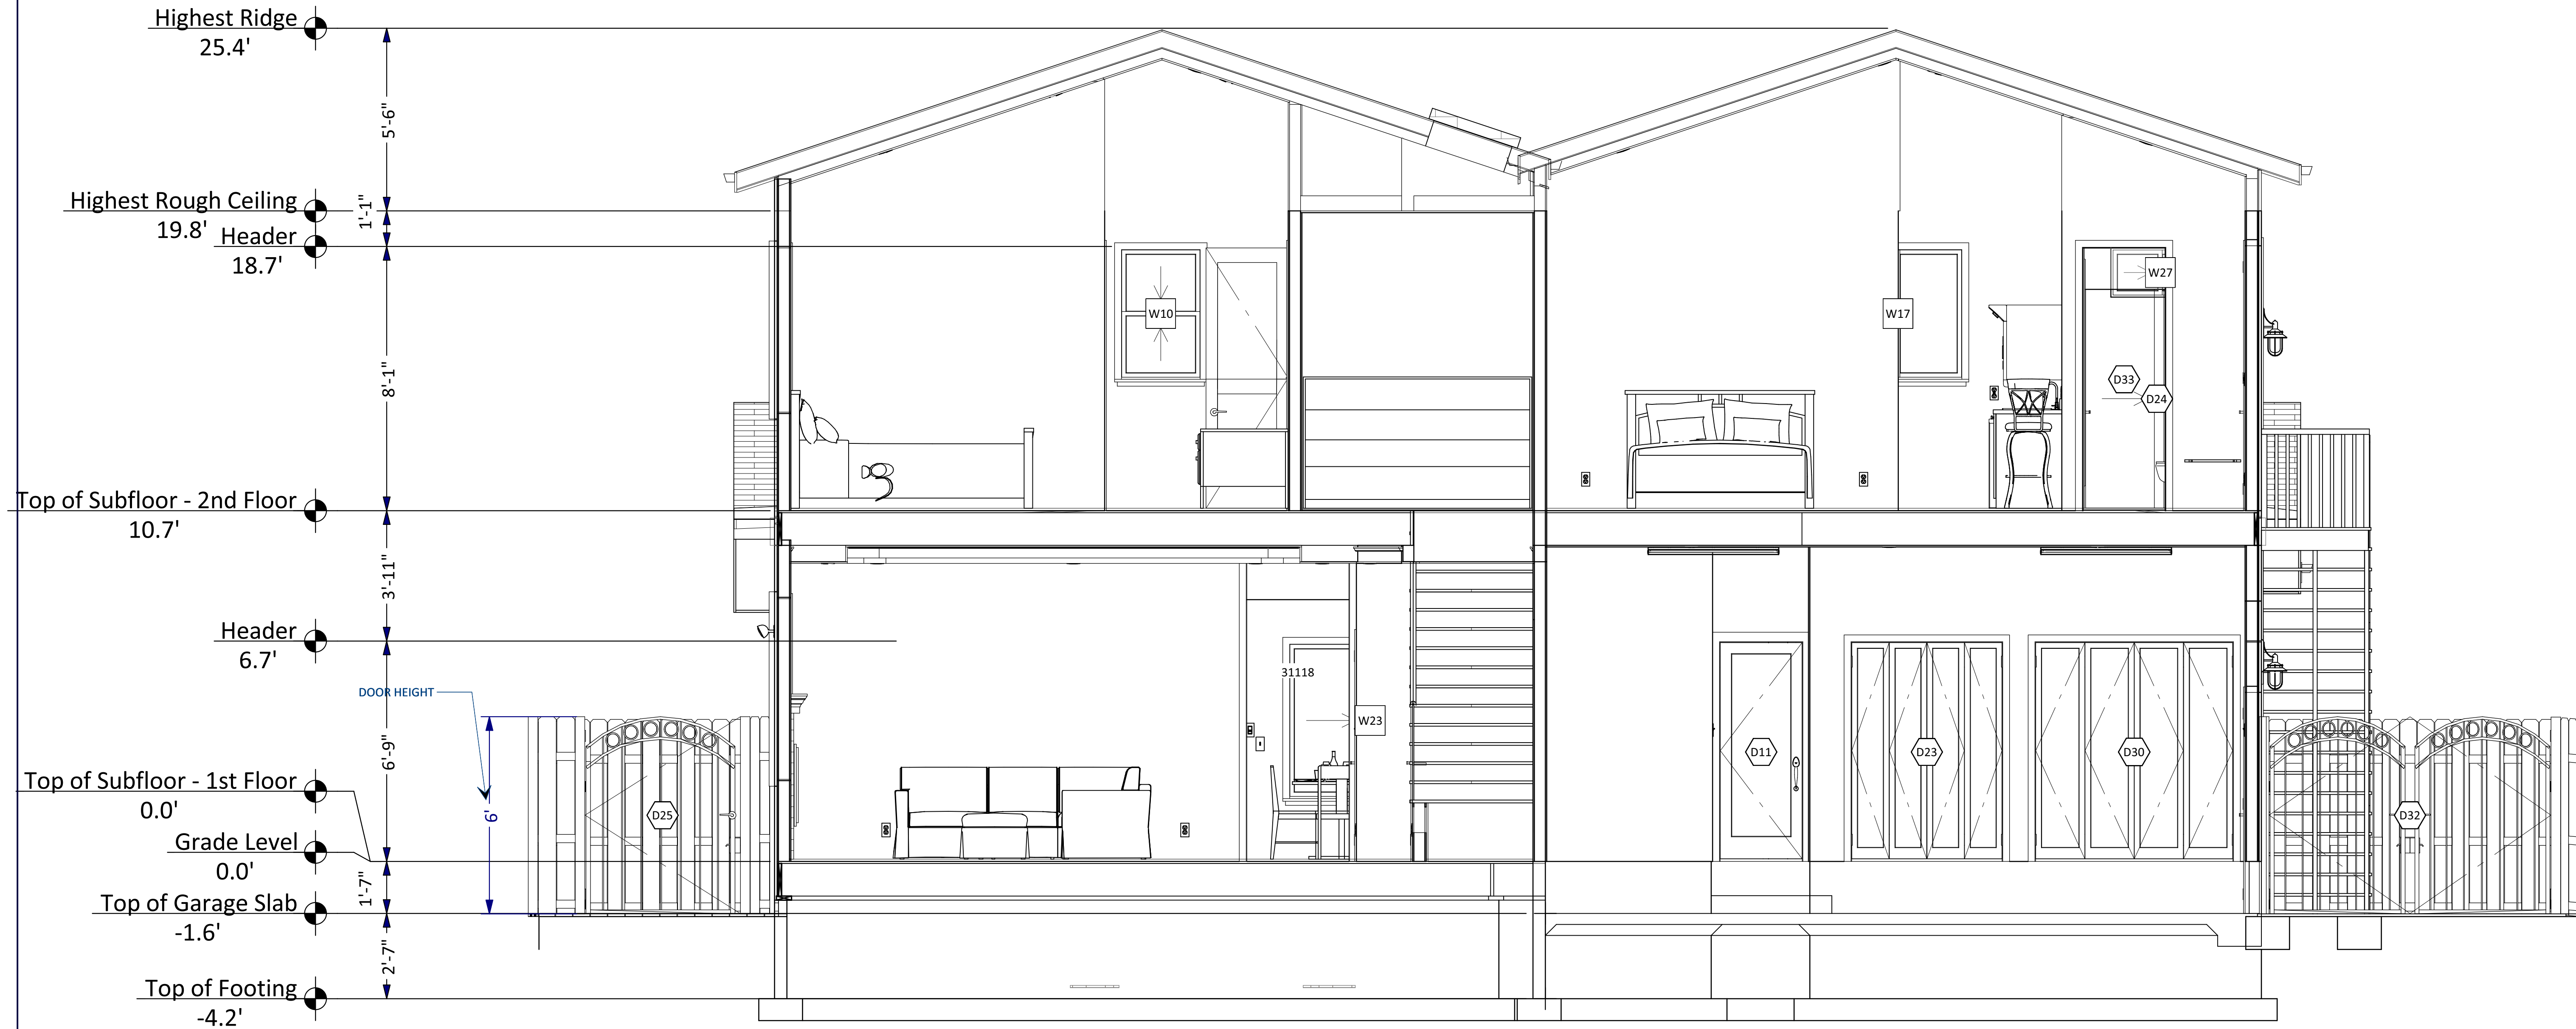 Highest Ridge
25.4'
5'-6"
Highest Rough Ceiling
19.8'
1'-1"
Header
18.7'
W10
W17
W27
8'-1"
D33
D24
Top of Subfloor - 2nd Floor
10.7'
3'-11"
Header
6.7'
31118
DOOR HEIGHT
W23
6'-9"
D11
D23
D30
Top of Subfloor - 1st Floor
0.0'
6'
D25
D32
Grade Level
0.0'
1'-7"
Top of Garage Slab
-1.6'
2'-7"
Top of Footing
-4.2'